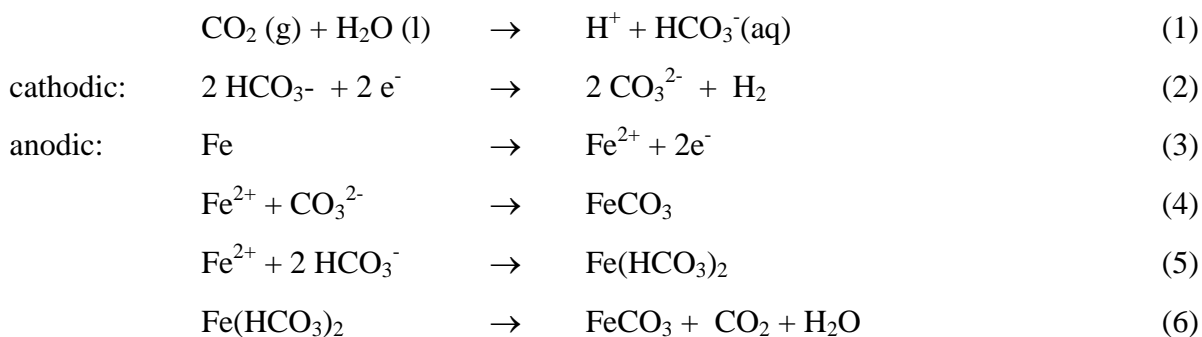 CO₂ (g) + H₂O (l) → H⁺ + HCO₃⁻(aq) (1)
cathodic: 2 HCO₃- + 2 e⁻ → 2 CO₃²⁻ + H₂ (2)
anodic: Fe → Fe²⁺ + 2e⁻ (3)
Fe²⁺ + CO₃²⁻ → FeCO₃ (4)
Fe²⁺ + 2 HCO₃⁻ → Fe(HCO₃)₂ (5)
Fe(HCO₃)₂ → FeCO₃ + CO₂ + H₂O (6)